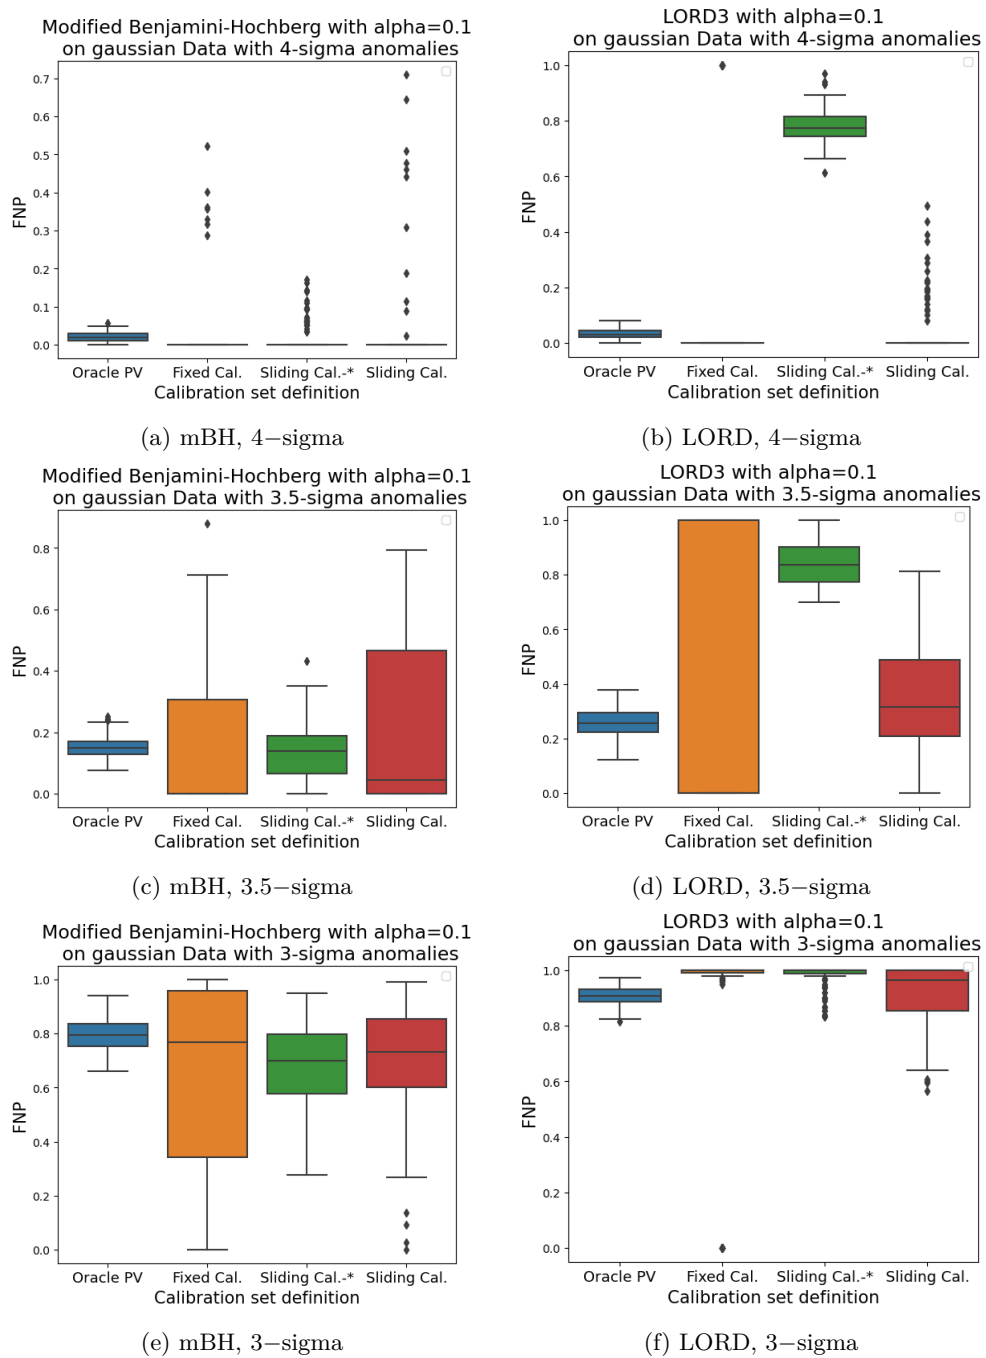 Modified Benjamini-Hochberg with alpha=0.1
on gaussian Data with 4-sigma anomalies
FNP
0.7
0.6
0.5
0.4
0.3
0.2
0.1
0.0
Oracle PV Fixed Cal. Sliding Cal.-* Sliding Cal.
Calibration set definition
(a) mBH, 4−sigma
LORD3 with alpha=0.1
on gaussian Data with 4-sigma anomalies
FNP
1.0
0.8
0.6
0.4
0.2
0.0
Oracle PV Fixed Cal. Sliding Cal.-* Sliding Cal.
Calibration set definition
(b) LORD, 4−sigma
Modified Benjamini-Hochberg with alpha=0.1
on gaussian Data with 3.5-sigma anomalies
FNP
0.8
0.6
0.4
0.2
0.0
Oracle PV Fixed Cal. Sliding Cal.-* Sliding Cal.
Calibration set definition
(c) mBH, 3.5−sigma
LORD3 with alpha=0.1
on gaussian Data with 3.5-sigma anomalies
FNP
1.0
0.8
0.6
0.4
0.2
0.0
Oracle PV Fixed Cal. Sliding Cal.-* Sliding Cal.
Calibration set definition
(d) LORD, 3.5−sigma
Modified Benjamini-Hochberg with alpha=0.1
on gaussian Data with 3-sigma anomalies
FNP
1.0
0.8
0.6
0.4
0.2
0.0
Oracle PV Fixed Cal. Sliding Cal.-* Sliding Cal.
Calibration set definition
(e) mBH, 3−sigma
LORD3 with alpha=0.1
on gaussian Data with 3-sigma anomalies
FNP
1.0
0.8
0.6
0.4
0.2
0.0
Oracle PV Fixed Cal. Sliding Cal.-* Sliding Cal.
Calibration set definition
(f) LORD, 3−sigma